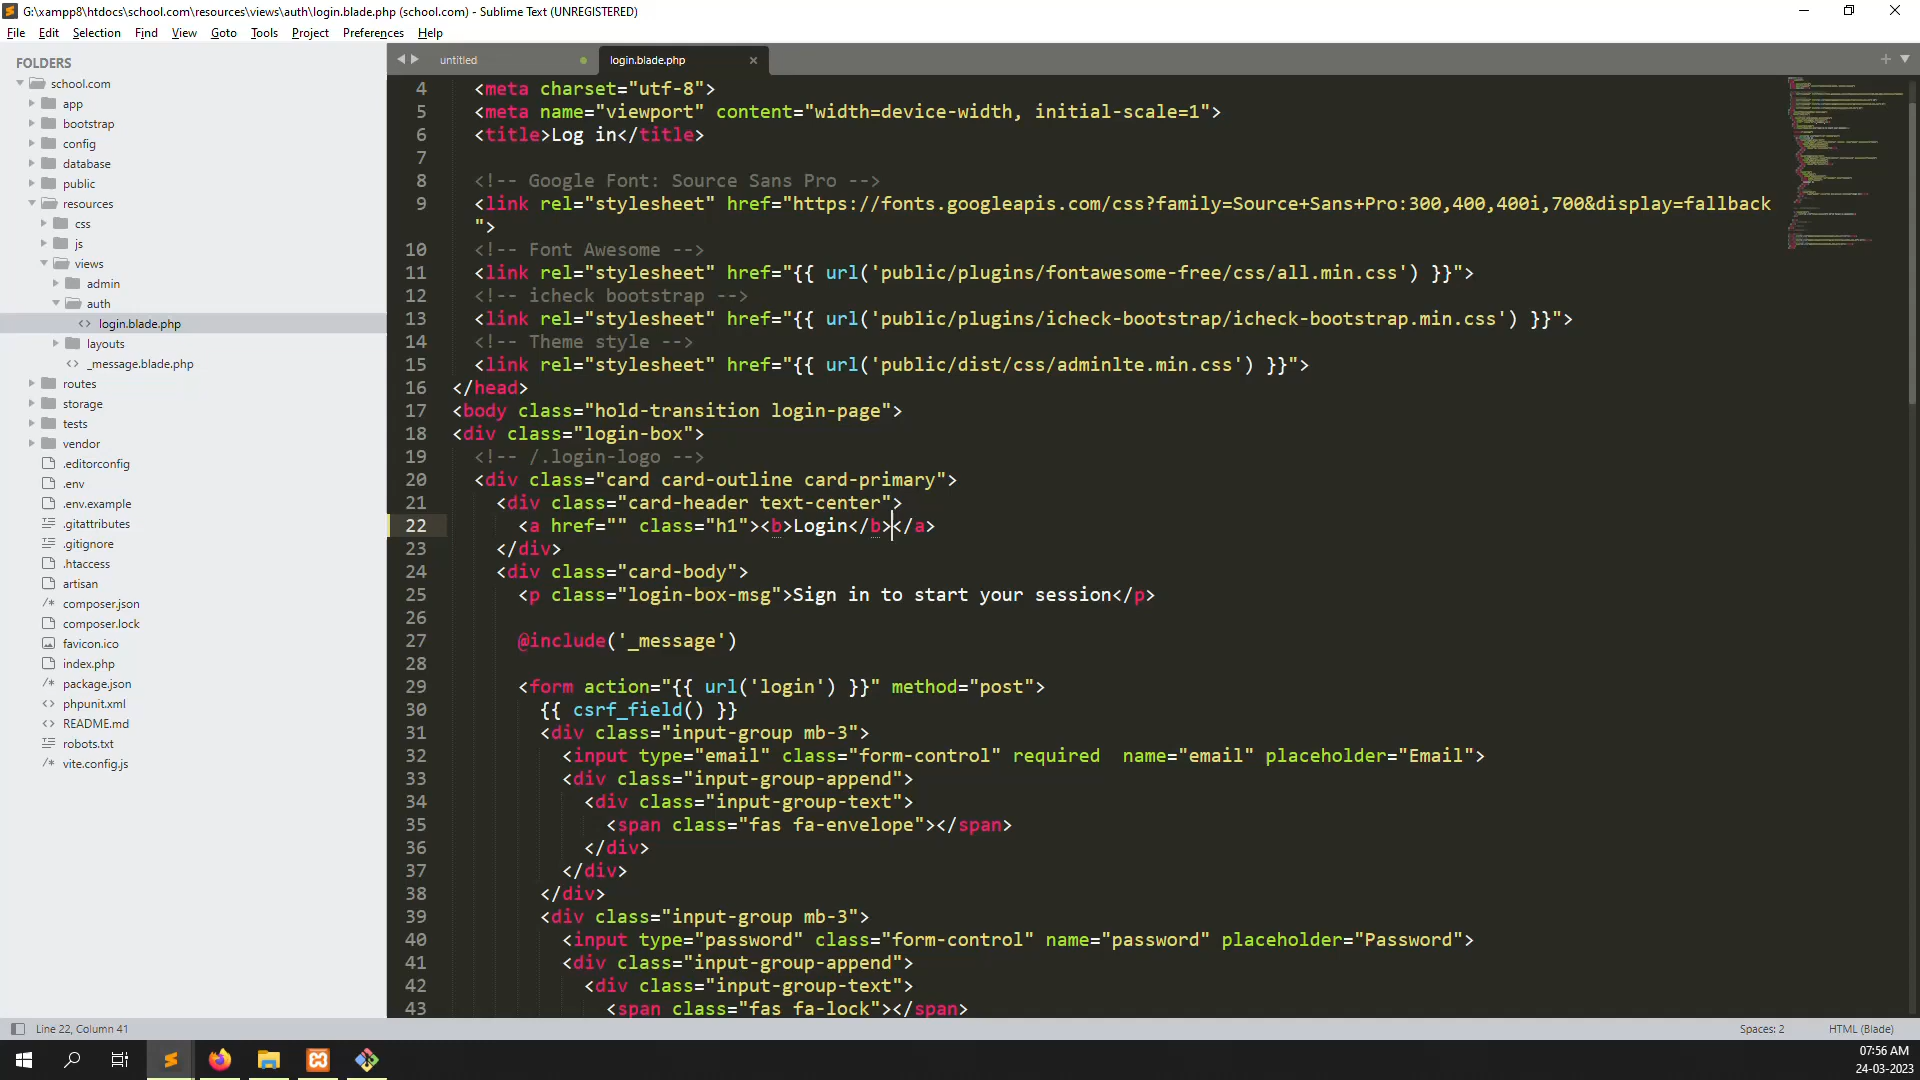 G:\xampp8\htdocs\school.com\resources\views\auth\login.blade.php (school.com) - Sublime Text (UNREGISTERED)
File Edit Selection Find View Goto Tools Project Preferences Help
FOLDERS
school.com
app
bootstrap
config
database
public
resources
css
js
views
admin
auth
<> login.blade.php
layouts
<> _message.blade.php
routes
storage
tests
vendor
.editorconfig
.env
.env.example
.gitattributes
.gitignore
.htaccess
artisan
/* composer.json
composer.lock
favicon.ico
index.php
/* package.json
<> phpunit.xml
<> README.md
robots.txt
/* vite.config.js
untitled
login.blade.php ×
4 <meta charset="utf-8">
5 <meta name="viewport" content="width=device-width, initial-scale=1">
6 <title>Log in</title>
7
8 <!-- Google Font: Source Sans Pro -->
9 <link rel="stylesheet" href="https://fonts.googleapis.com/css?family=Source+Sans+Pro:300,400,400i,700&display=fallback
">
10 <!-- Font Awesome -->
11 <link rel="stylesheet" href="{{ url('public/plugins/fontawesome-free/css/all.min.css') }}">
12 <!-- icheck bootstrap -->
13 <link rel="stylesheet" href="{{ url('public/plugins/icheck-bootstrap/icheck-bootstrap.min.css') }}">
14 <!-- Theme style -->
15 <link rel="stylesheet" href="{{ url('public/dist/css/adminlte.min.css') }}">
16 </head>
17 <body class="hold-transition login-page">
18 <div class="login-box">
19 <!-- /.login-logo -->
20 <div class="card card-outline card-primary">
21 <div class="card-header text-center">
22 <a href="" class="h1"><b>Login</b></a>
23 </div>
24 <div class="card-body">
25 <p class="login-box-msg">Sign in to start your session</p>
26
27 @include('_message')
28
29 <form action="{{ url('login') }}" method="post">
30 {{ csrf_field() }}
31 <div class="input-group mb-3">
32 <input type="email" class="form-control" required  name="email" placeholder="Email">
33 <div class="input-group-append">
34 <div class="input-group-text">
35 <span class="fas fa-envelope"></span>
36 </div>
37 </div>
38 </div>
39 <div class="input-group mb-3">
40 <input type="password" class="form-control" name="password" placeholder="Password">
41 <div class="input-group-append">
42 <div class="input-group-text">
43 <span class="fas fa-lock"></span>
Line 22, Column 41
Spaces: 2
HTML (Blade)
07:56 AM
24-03-2023